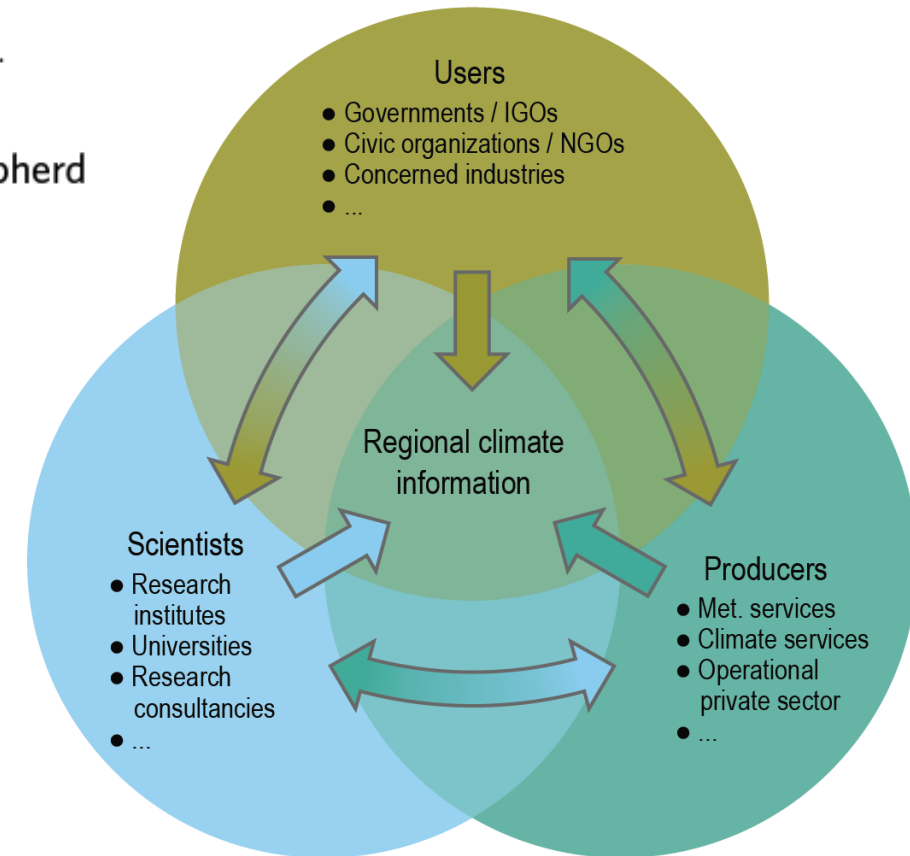 Users
● Governments / IGOs
● Civic organizations / NGOs
● Concerned industries
● ...
Regional climate
information
Scientists
● Research
institutes
● Universities
● Research
consultancies
● ...
Producers
● Met. services
● Climate services
● Operational
private sector
● ...